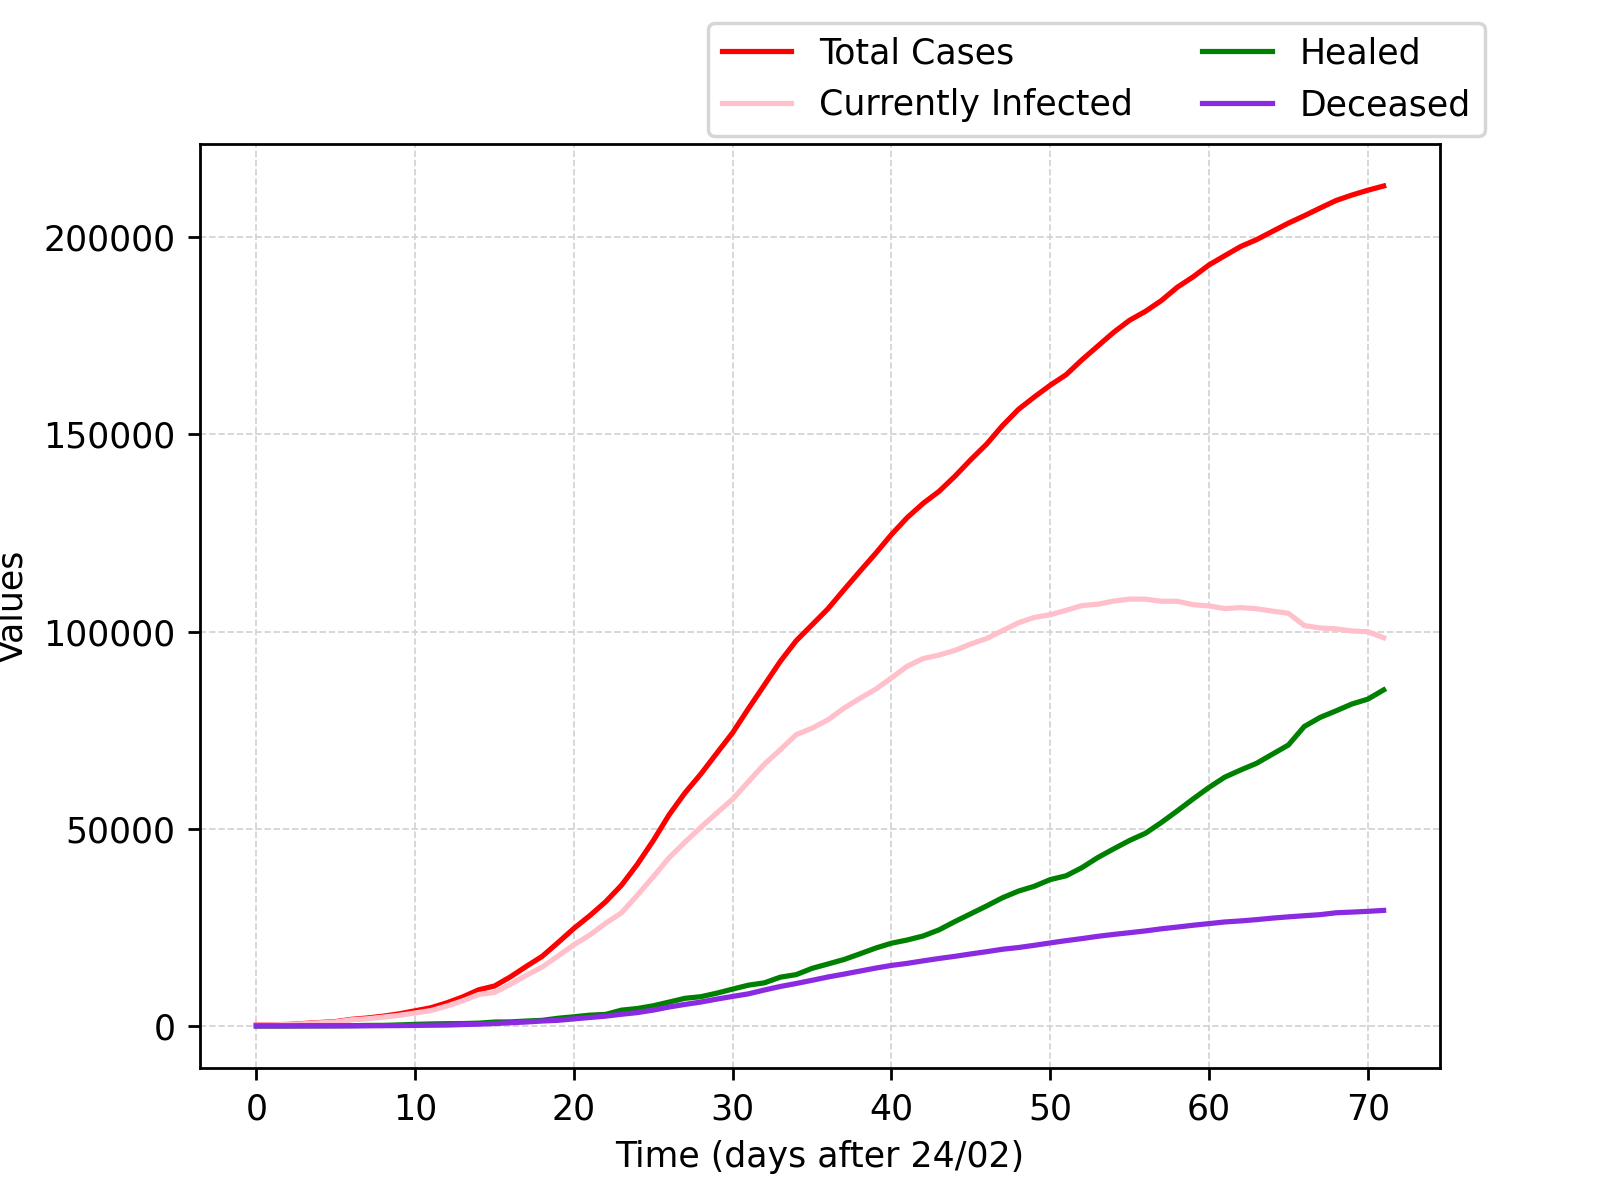 Total Cases
Currently Infected
Healed
Deceased
200000
150000
100000
50000
0
Values
0 10 20 30 40 50 60 70
Time (days after 24/02)